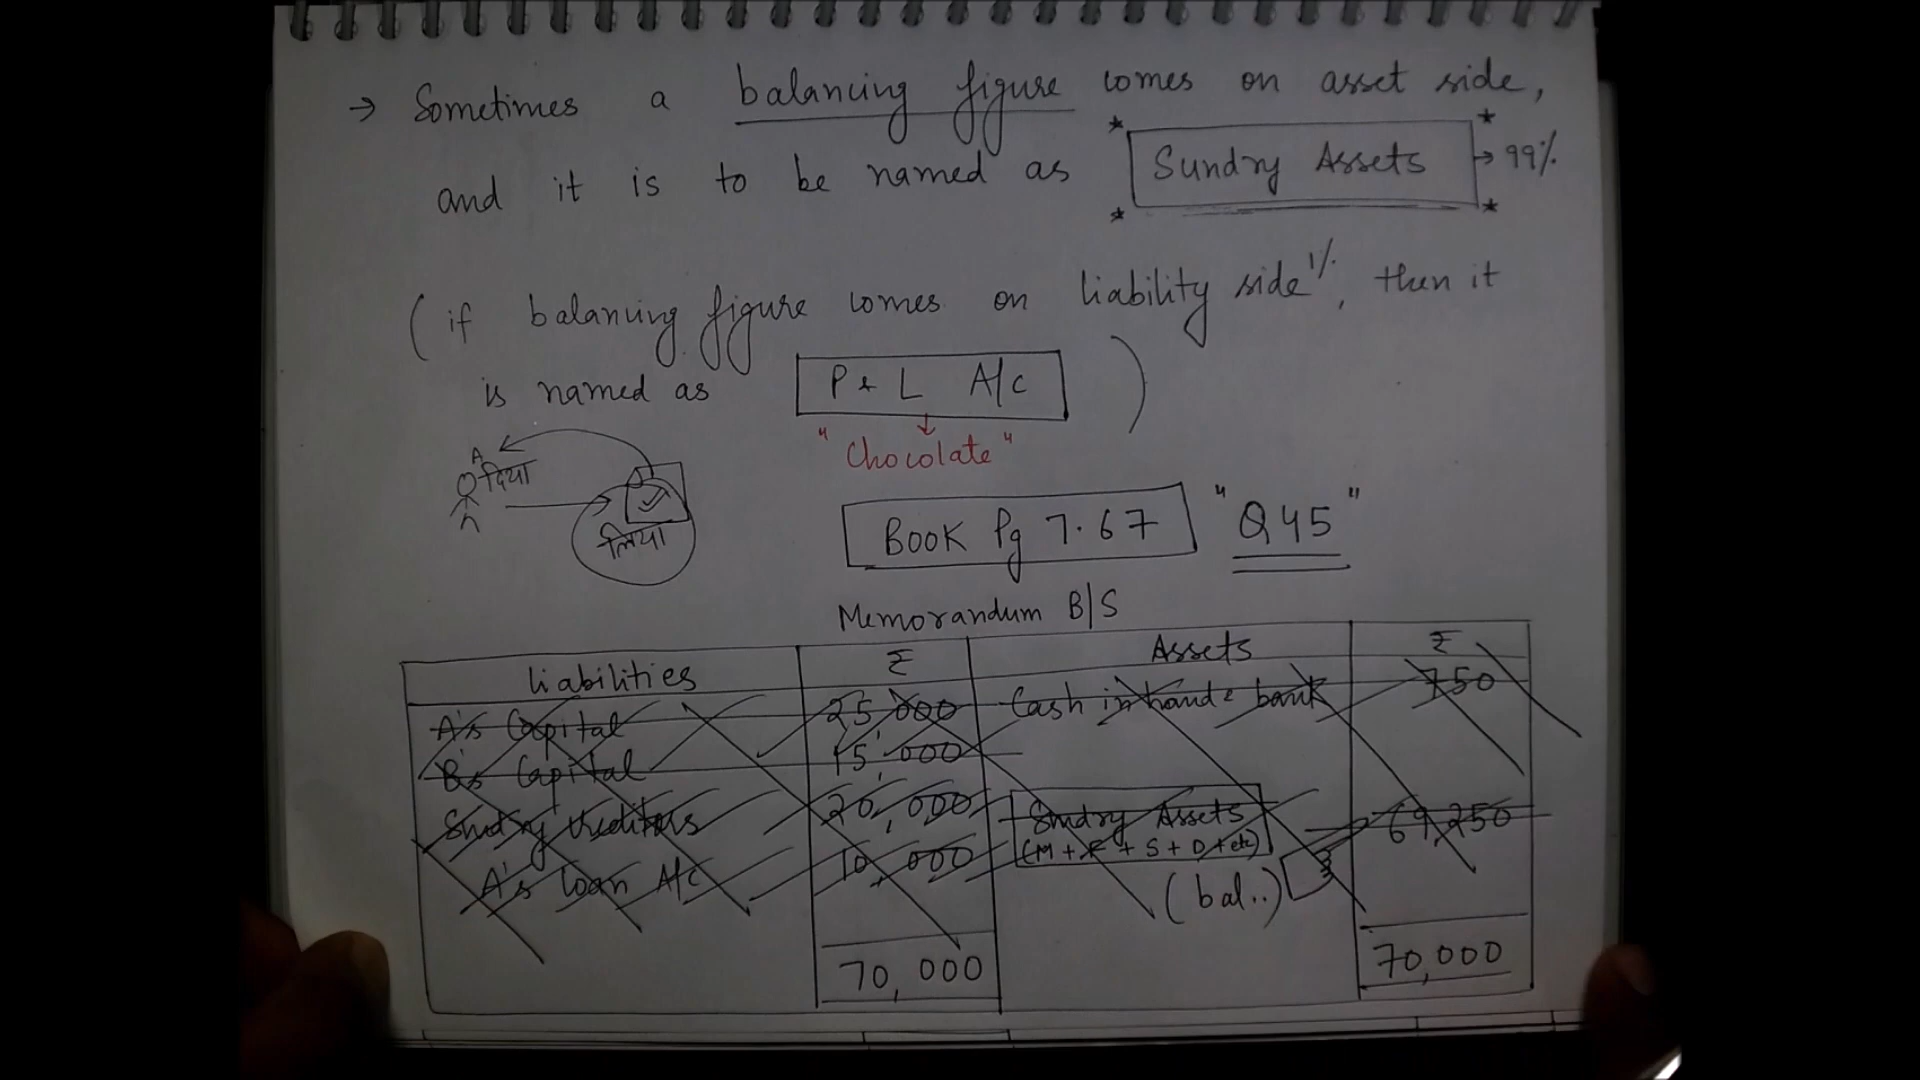 → Sometimes a balancing figure comes on asset side,
and it is to be named as * Sundry Assets * → 99%
(if balancing figure comes on liability side 1%, then it
is named as P & L A/c)
"Chocolate"
A
दिया
लिया
Book Pg 7.67 "Q45"
Memorandum B/S
Liabilities ₹ Assets ₹
A's Capital 25,000 Cash in hand & bank 750
B's Capital 15,000
Sundry Creditors 20,000 Sundry Assets 69,250
A's Loan A/c 10,000 (M + F + S + D + etc)
(bal..)
70,000 70,000